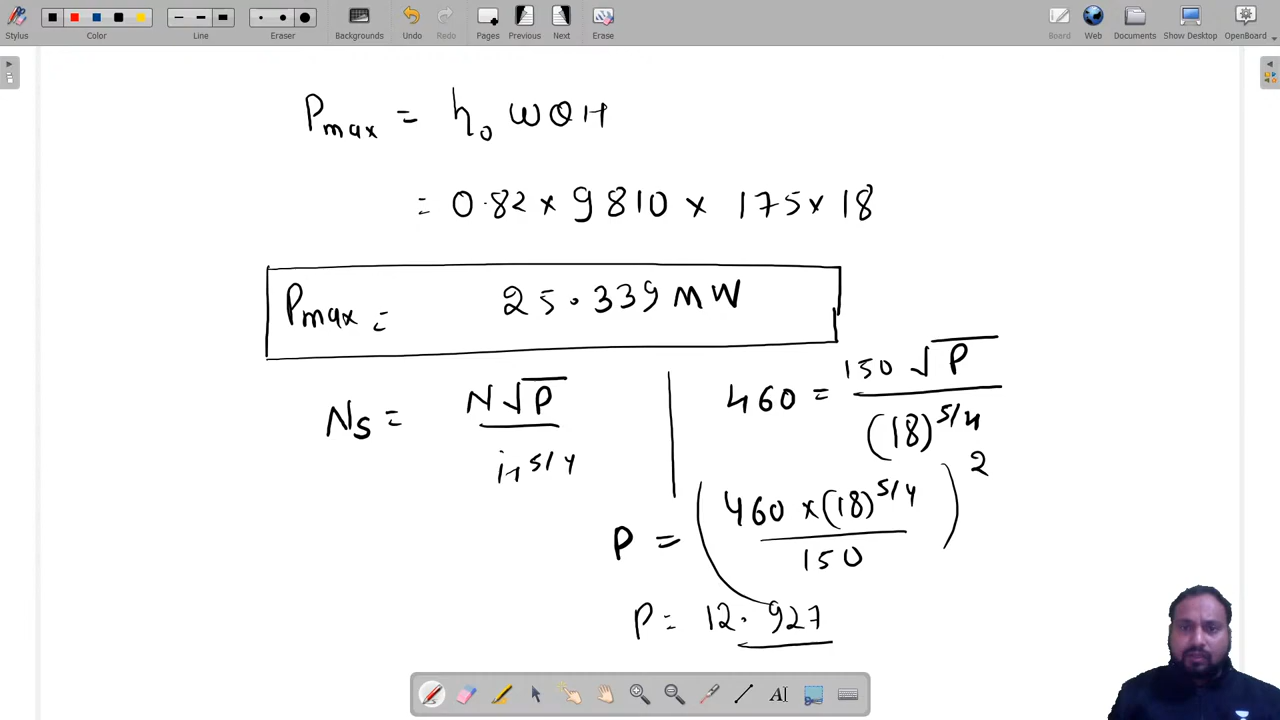 Stylus Color Line Eraser Backgrounds Undo Redo Pages Previous Next Erase Board Web Documents Show Desktop OpenBoard
Pmax = η₀ WQH
= 0.82 × 9810 × 175 × 18
Pmax = 25.339 MW
Ns = N√P / H^5/4
460 = 150 √P / (18)^5/4
P = (460 × (18)^5/4 / 150)^2
P = 12.927